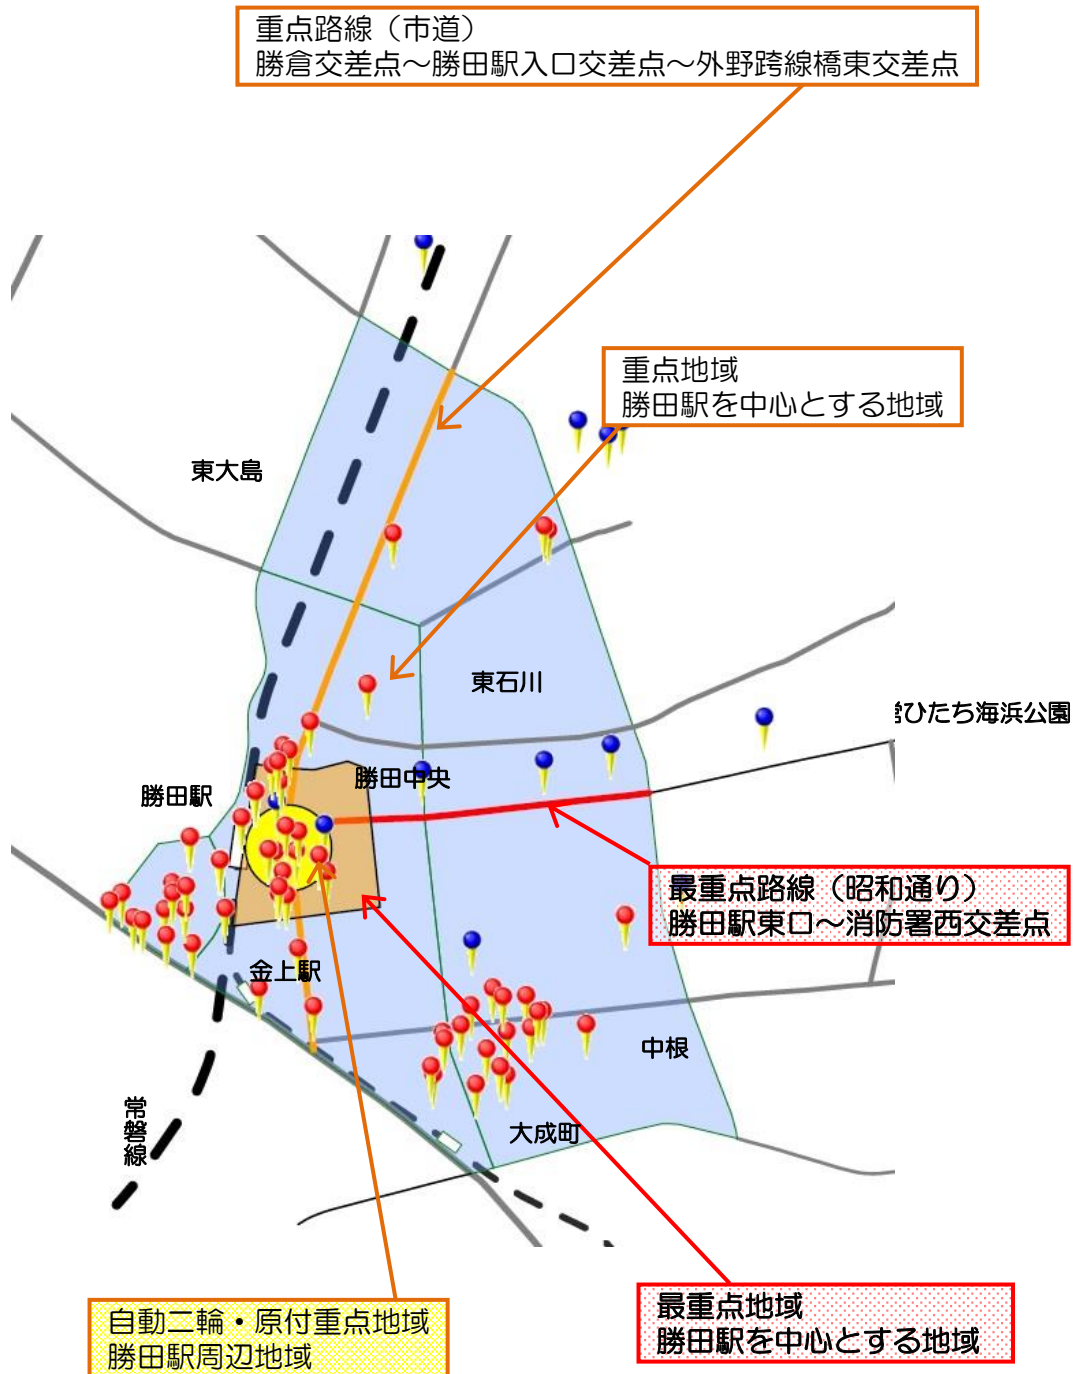 重点路線（市道）
勝倉交差点～勝田駅入口交差点～外野跨線橋東交差点
重点地域
勝田駅を中心とする地域
東大島
東石川
ひたち海浜公園
勝田中央
勝田駅
最重点路線（昭和通り）
勝田駅東口～消防署西交差点
金上駅
中根
常磐線
大成町
最重点地域
勝田駅を中心とする地域
自動二輪・原付重点地域
勝田駅周辺地域